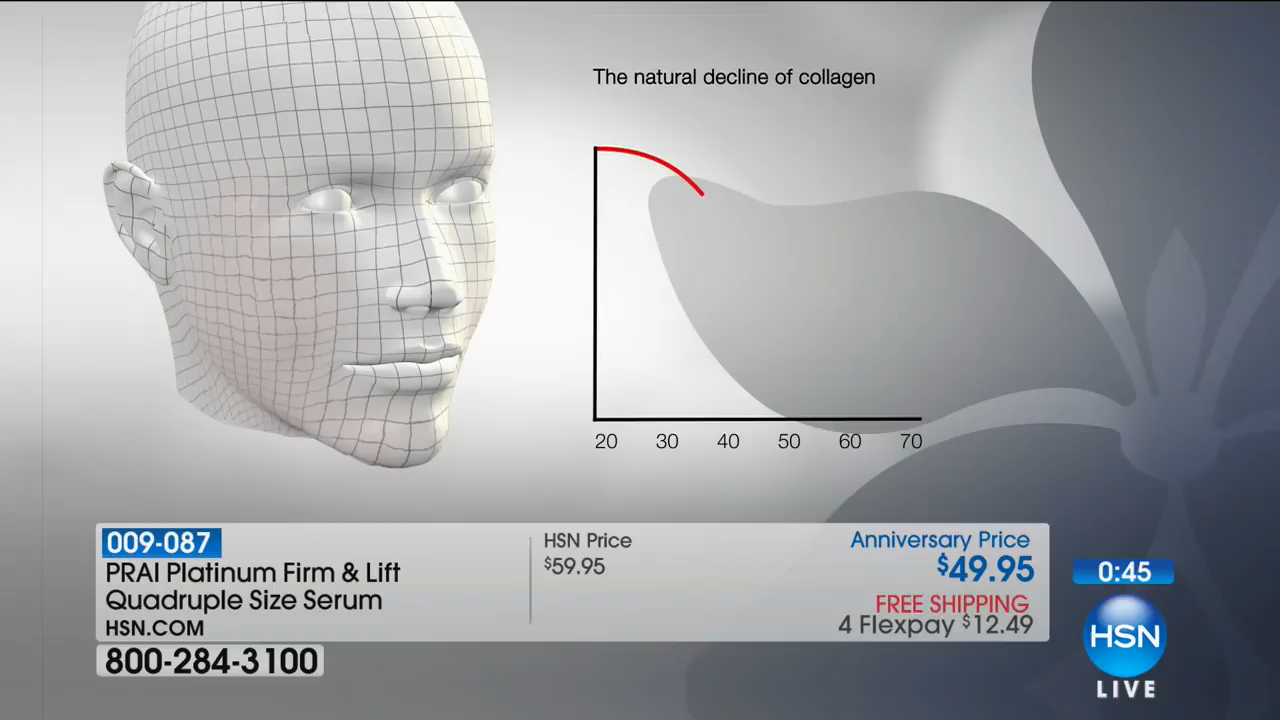 The natural decline of collagen
20 30 40 50 60 70
009-087
PRAI Platinum Firm & Lift
Quadruple Size Serum
HSN.COM
800-284-3100
HSN Price
$59.95
Anniversary Price
$49.95
FREE SHIPPING
4 Flexpay $12.49
0:45
HSN
LIVE